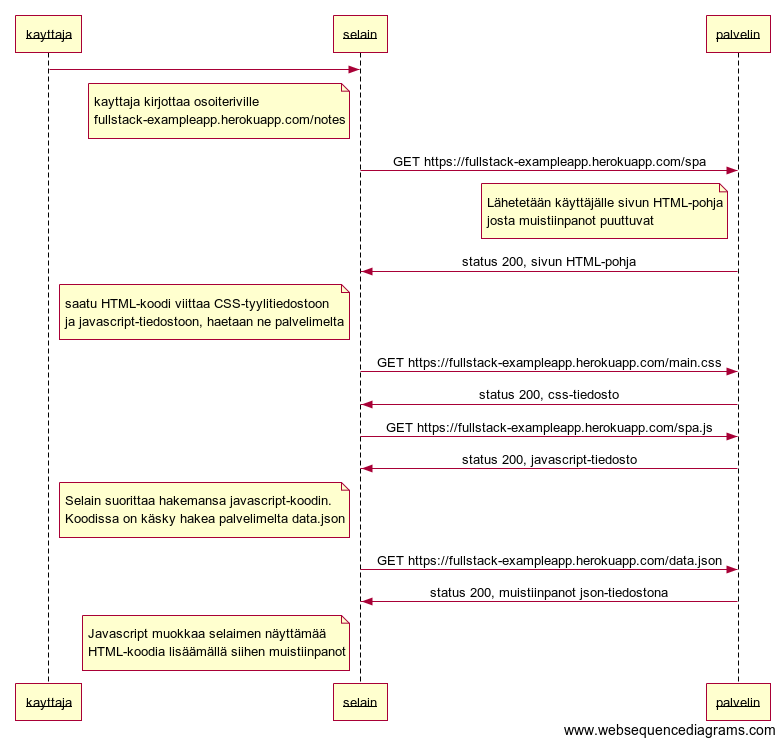 kayttaja
selain
palvelin
kayttaja kirjottaa osoiteriville
fullstack-exampleapp.herokuapp.com/notes
GET https://fullstack-exampleapp.herokuapp.com/spa
Lähetetään käyttäjälle sivun HTML-pohja
josta muistiinpanot puuttuvat
status 200, sivun HTML-pohja
saatu HTML-koodi viittaa CSS-tyylitiedostoon
ja javascript-tiedostoon, haetaan ne palvelimelta
GET https://fullstack-exampleapp.herokuapp.com/main.css
status 200, css-tiedosto
GET https://fullstack-exampleapp.herokuapp.com/spa.js
status 200, javascript-tiedosto
Selain suorittaa hakemansa javascript-koodin.
Koodissa on käsky hakea palvelimelta data.json
GET https://fullstack-exampleapp.herokuapp.com/data.json
status 200, muistiinpanot json-tiedostona
Javascript muokkaa selaimen näyttämää
HTML-koodia lisäämällä siihen muistiinpanot
kayttaja
selain
palvelin
www.websequencediagrams.com